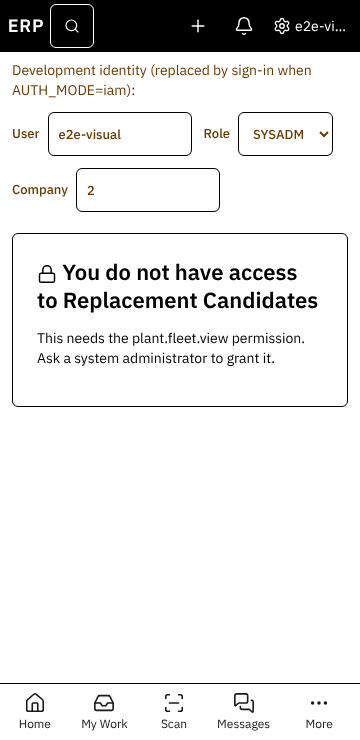 ERP
e2e-vi...
Development identity (replaced by sign-in when
AUTH_MODE=iam):
User e2e-visual Role SYSADM
Company 2
You do not have access
to Replacement Candidates
This needs the plant.fleet.view permission.
Ask a system administrator to grant it.
Home My Work Scan Messages More